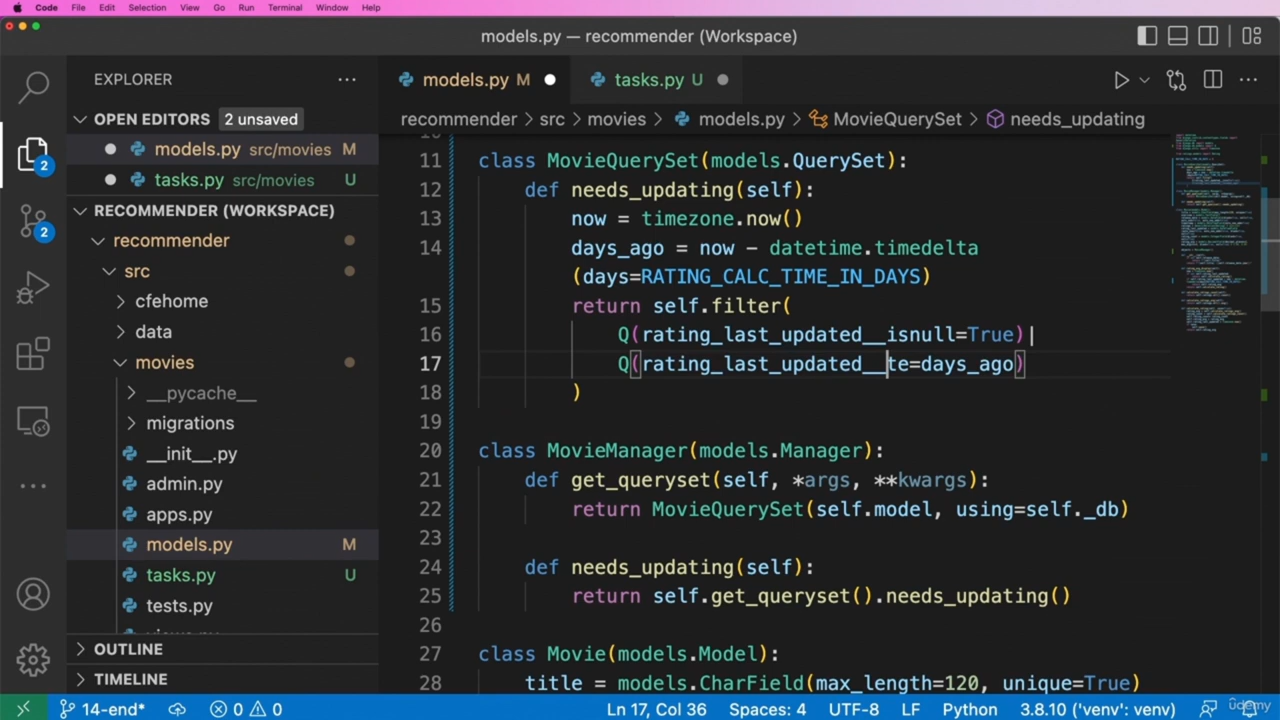 Code File Edit Selection View Go Run Terminal Window Help
models.py — recommender (Workspace)
EXPLORER
models.py M
tasks.py U
OPEN EDITORS 2 unsaved
recommender > src > movies > models.py > MovieQuerySet > needs_updating
models.py src/movies M
tasks.py src/movies U
RECOMMENDER (WORKSPACE)
recommender
src
cfehome
data
movies
__pycache__
migrations
__init__.py
admin.py
apps.py
models.py M
tasks.py U
tests.py
OUTLINE
TIMELINE
2
2
11 class MovieQuerySet(models.QuerySet):
12 def needs_updating(self):
13 now = timezone.now()
14 days_ago = now - datetime.timedelta
(days=RATING_CALC_TIME_IN_DAYS)
15 return self.filter(
16 Q(rating_last_updated__isnull=True)|
17 Q(rating_last_updated__te=days_ago)
18 )
19
20 class MovieManager(models.Manager):
21 def get_queryset(self, *args, **kwargs):
22 return MovieQuerySet(self.model, using=self._db)
23
24 def needs_updating(self):
25 return self.get_queryset().needs_updating()
26
27 class Movie(models.Model):
28 title = models.CharField(max_length=120, unique=True)
14-end* 0 0 Ln 17, Col 36 Spaces: 4 UTF-8 LF Python 3.8.10 ('venv': venv)
udemy